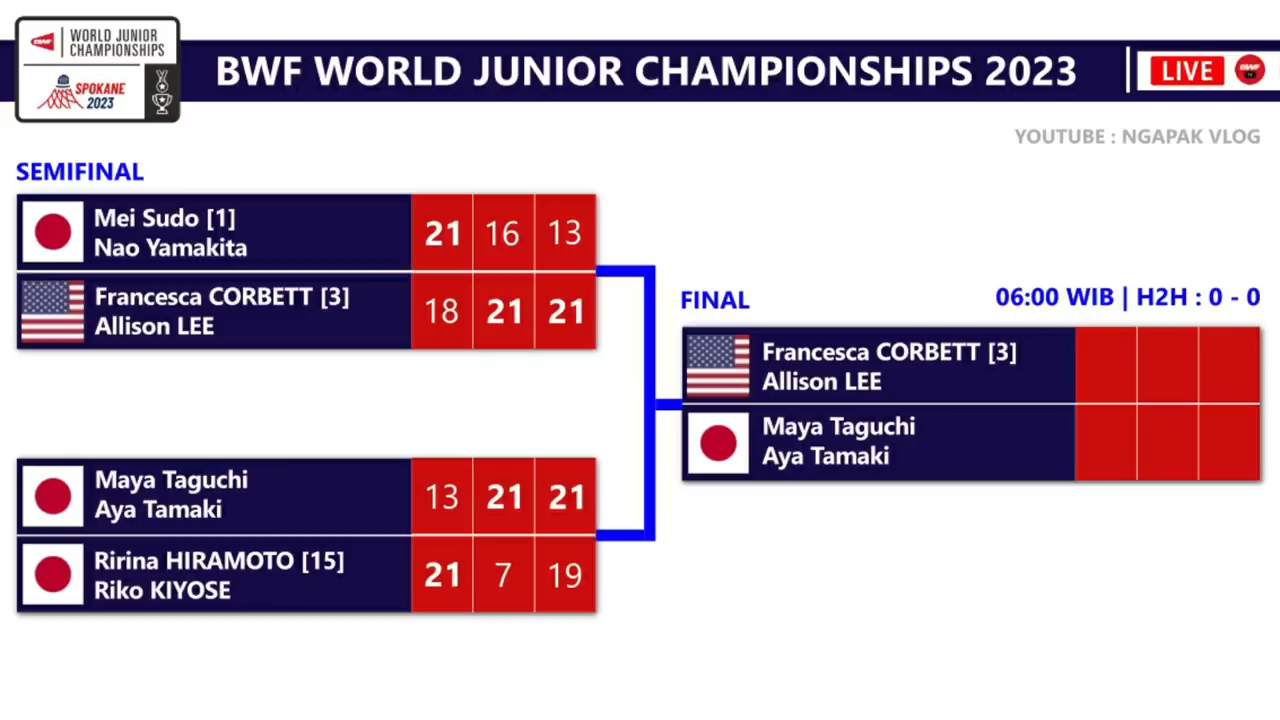 BWF
WORLD JUNIOR
CHAMPIONSHIPS
SPOKANE
2023
BWF WORLD JUNIOR CHAMPIONSHIPS 2023
LIVE
YOUTUBE : NGAPAK VLOG
SEMIFINAL
Mei Sudo [1]
Nao Yamakita
21 16 13
Francesca CORBETT [3]
Allison LEE
18 21 21
Maya Taguchi
Aya Tamaki
13 21 21
Ririna HIRAMOTO [15]
Riko KIYOSE
21 7 19
FINAL
06:00 WIB | H2H : 0 - 0
Francesca CORBETT [3]
Allison LEE
Maya Taguchi
Aya Tamaki